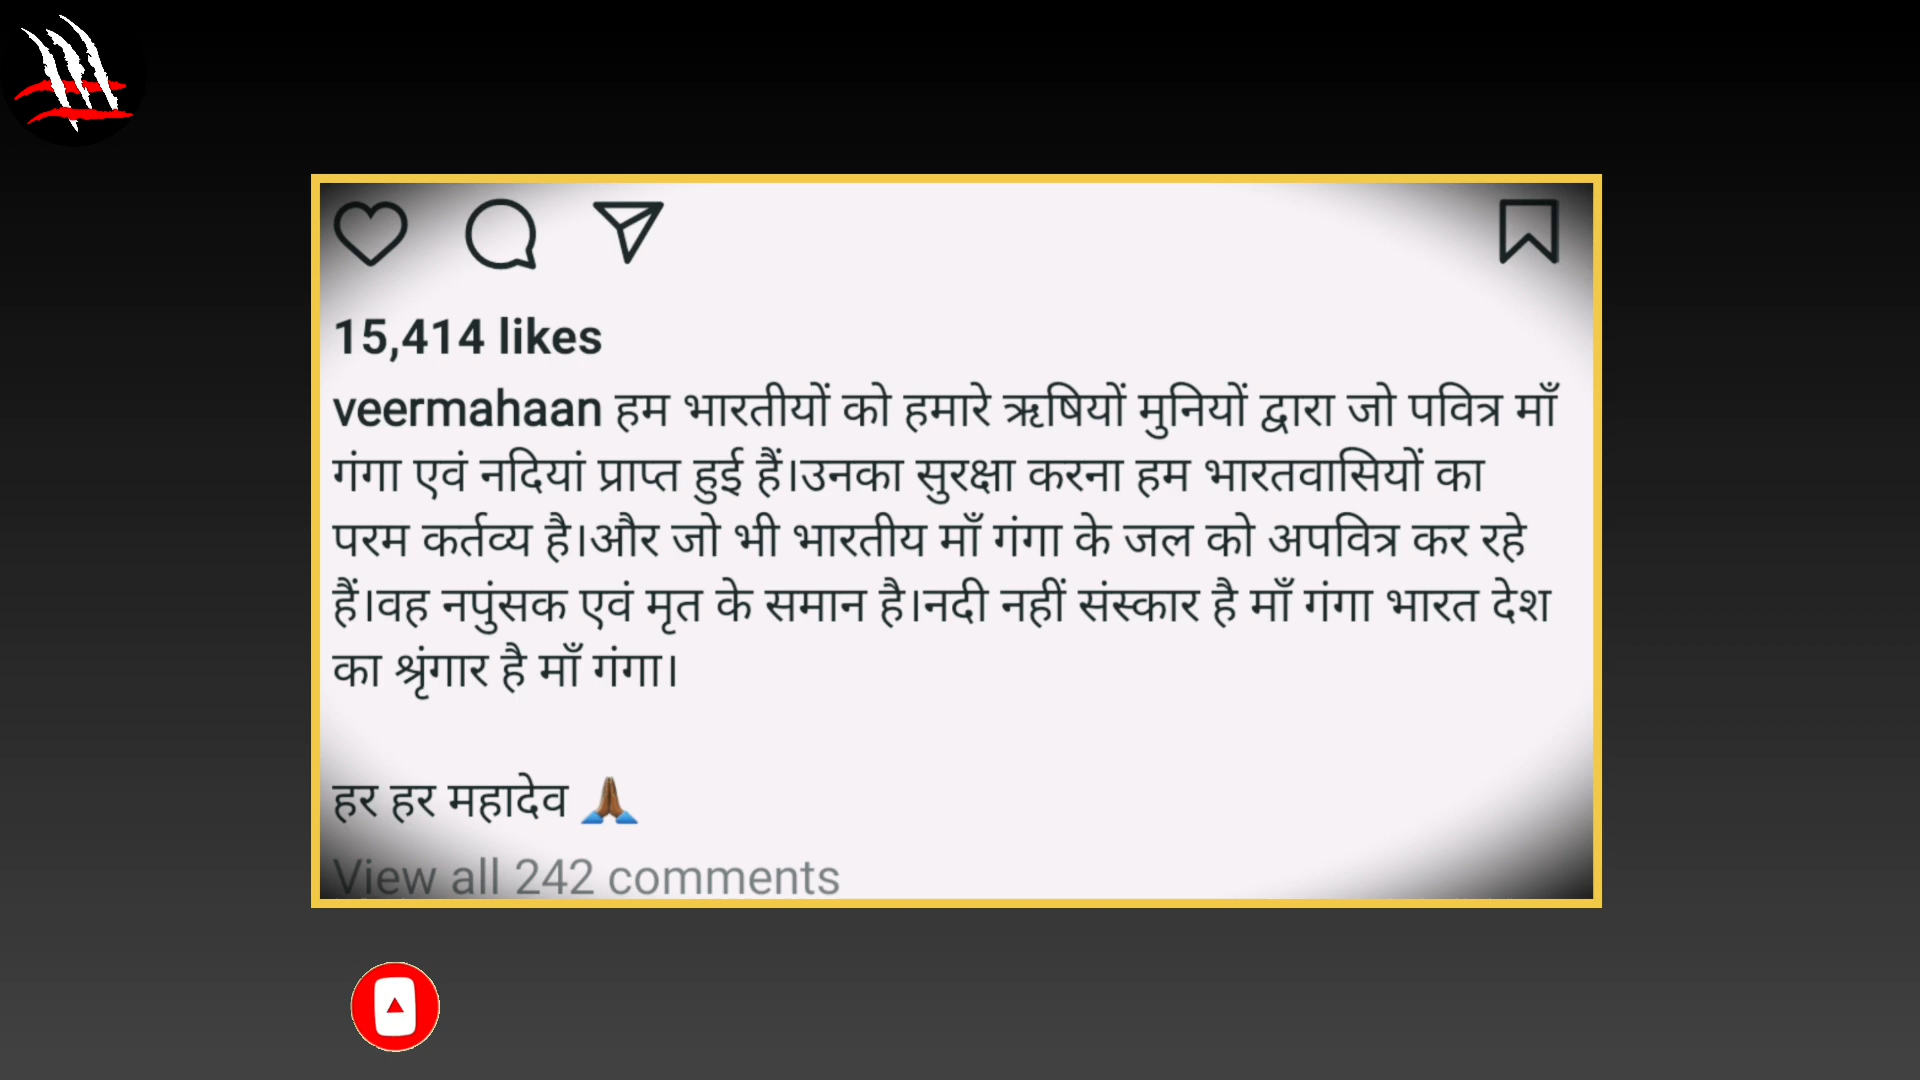 15,414 likes
veermahaan हम भारतीयों को हमारे ऋषियों मुनियों द्वारा जो पवित्र माँ
गंगा एवं नदियां प्राप्त हुई हैं।उनका सुरक्षा करना हम भारतवासियों का
परम कर्तव्य है।और जो भी भारतीय माँ गंगा के जल को अपवित्र कर रहे
हैं।वह नपुंसक एवं मृत के समान है।नदी नहीं संस्कार है माँ गंगा भारत देश
का श्रृंगार है माँ गंगा।
हर हर महादेव 🙏🏾
View all 242 comments